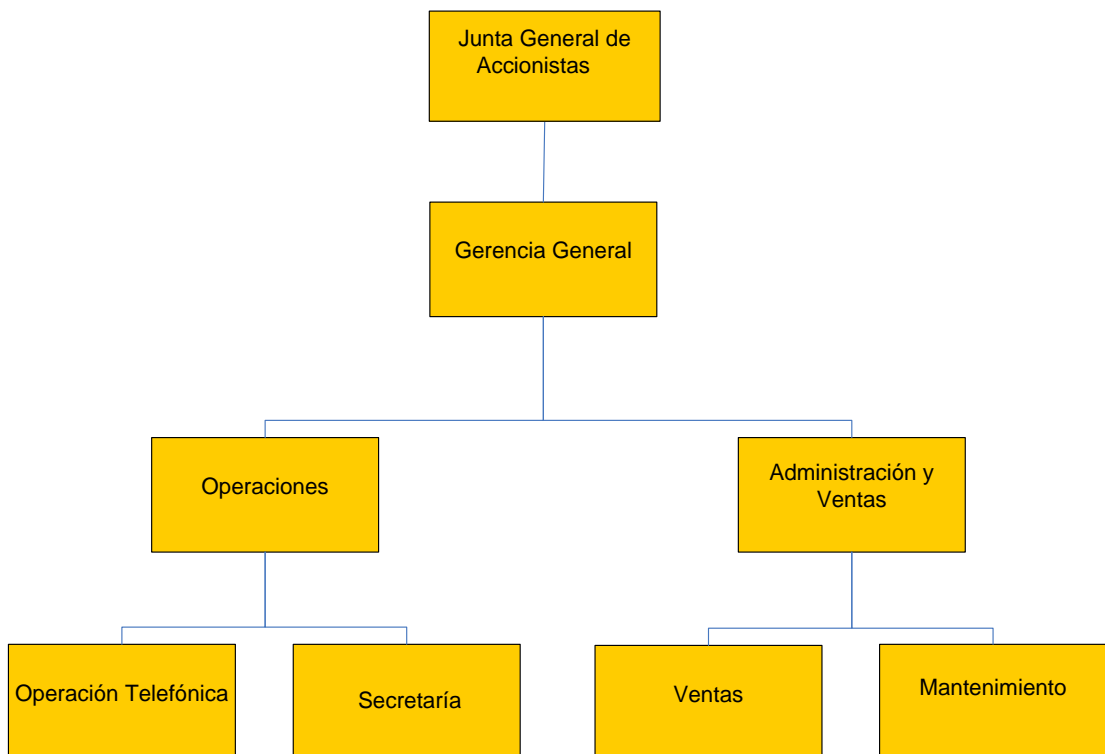 Junta General de
Accionistas
Gerencia General
Operaciones
Administración y
Ventas
Operación Telefónica
Secretaría
Ventas
Mantenimiento